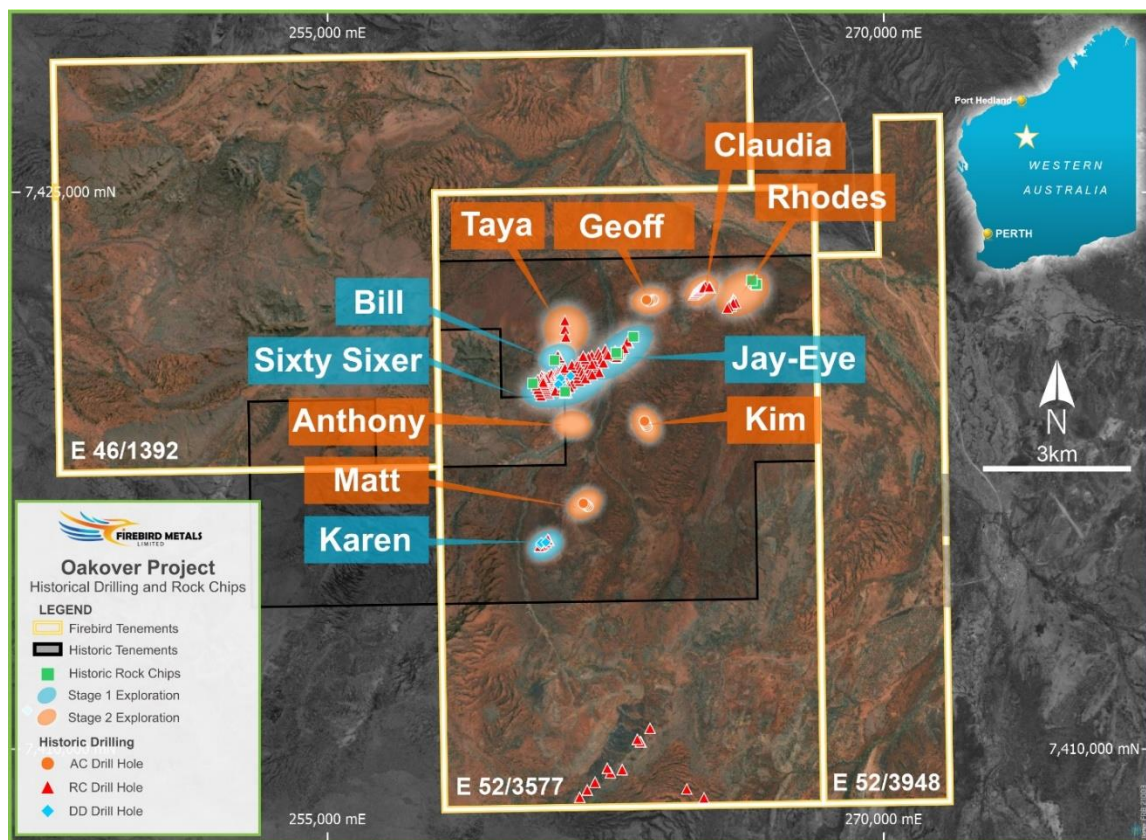 255,000 mE
270,000 mE
Port Hedland
WESTERN
AUSTRALIA
PERTH
7,425,000 mN
Claudia
Rhodes
Taya
Geoff
Bill
Sixty Sixer
Jay-Eye
Anthony
Kim
E 46/1392
N
3km
Matt
Karen
FIREBIRD METALS
LIMITED
Oakover Project
Historical Drilling and Rock Chips
LEGEND
Firebird Tenements
Historic Tenements
Historic Rock Chips
Stage 1 Exploration
Stage 2 Exploration
Historic Drilling
AC Drill Hole
RC Drill Hole
DD Drill Hole
7,410,000 mN
E 52/3577
E 52/3948
255,000 mE
270,000 mE